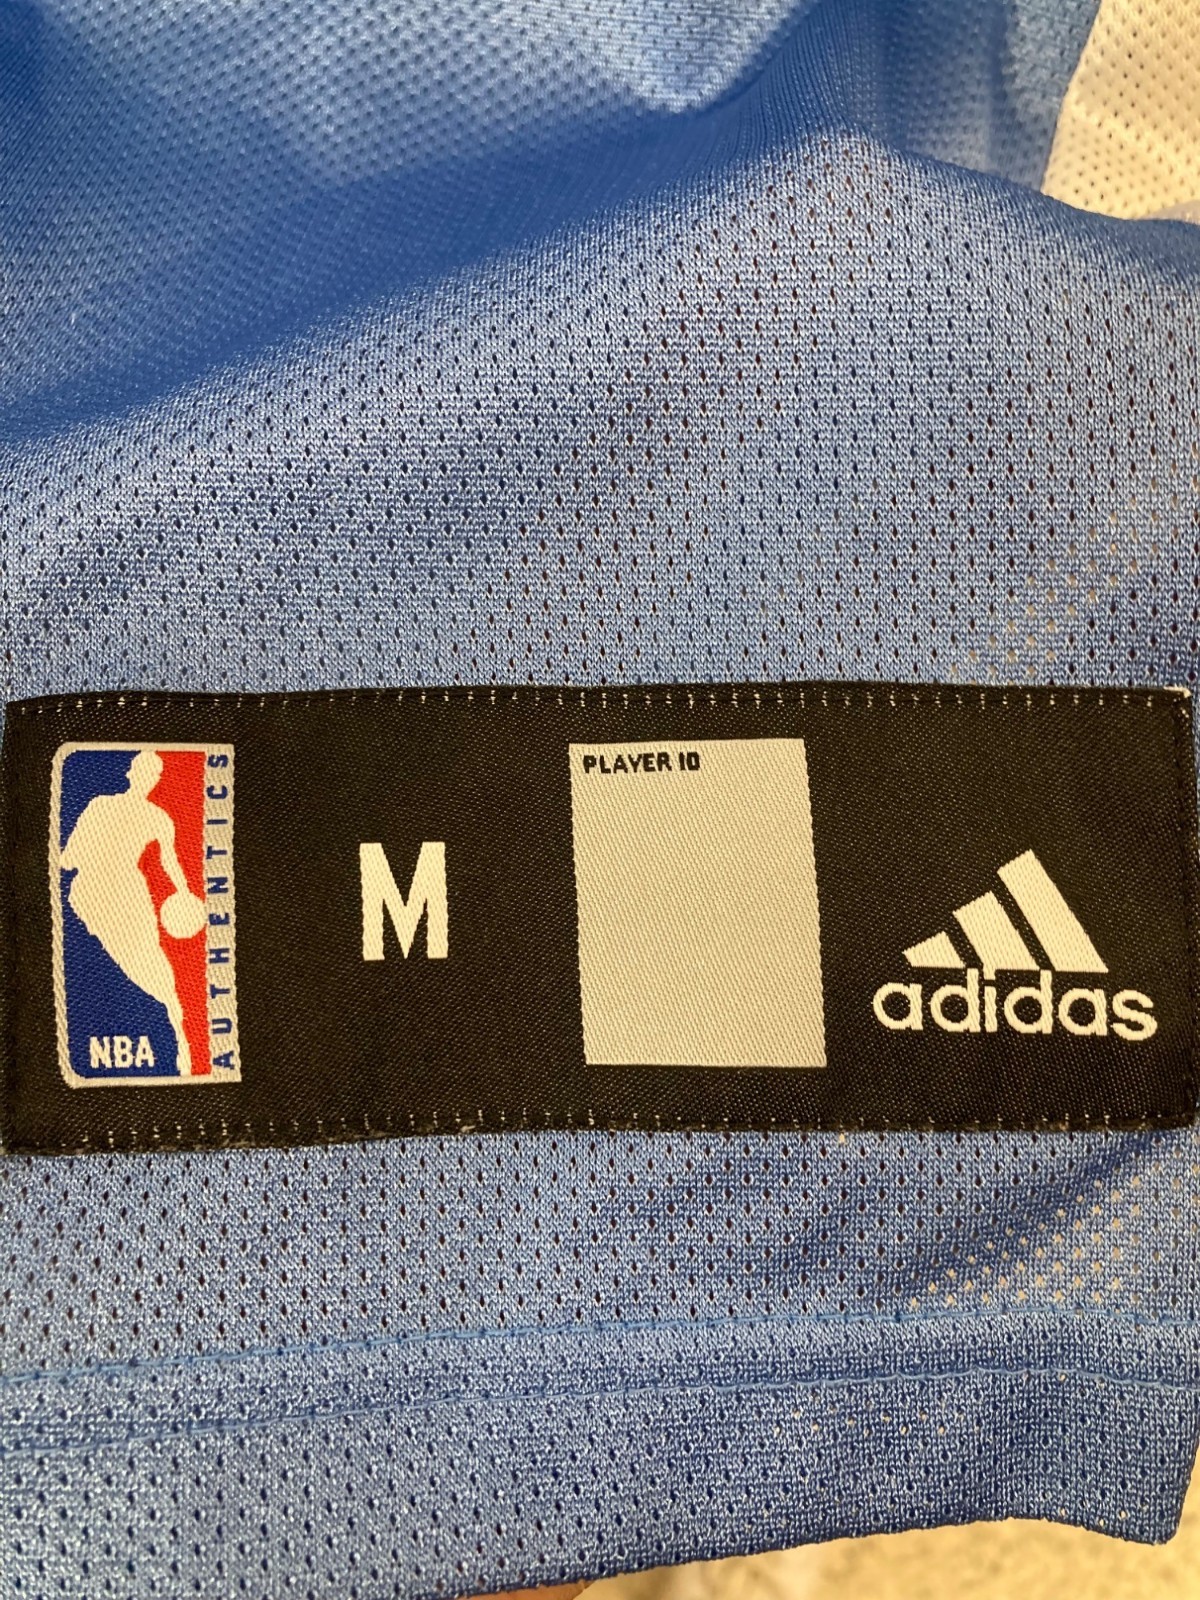 NBA
AUTHENTICS
M
PLAYER ID
adidas